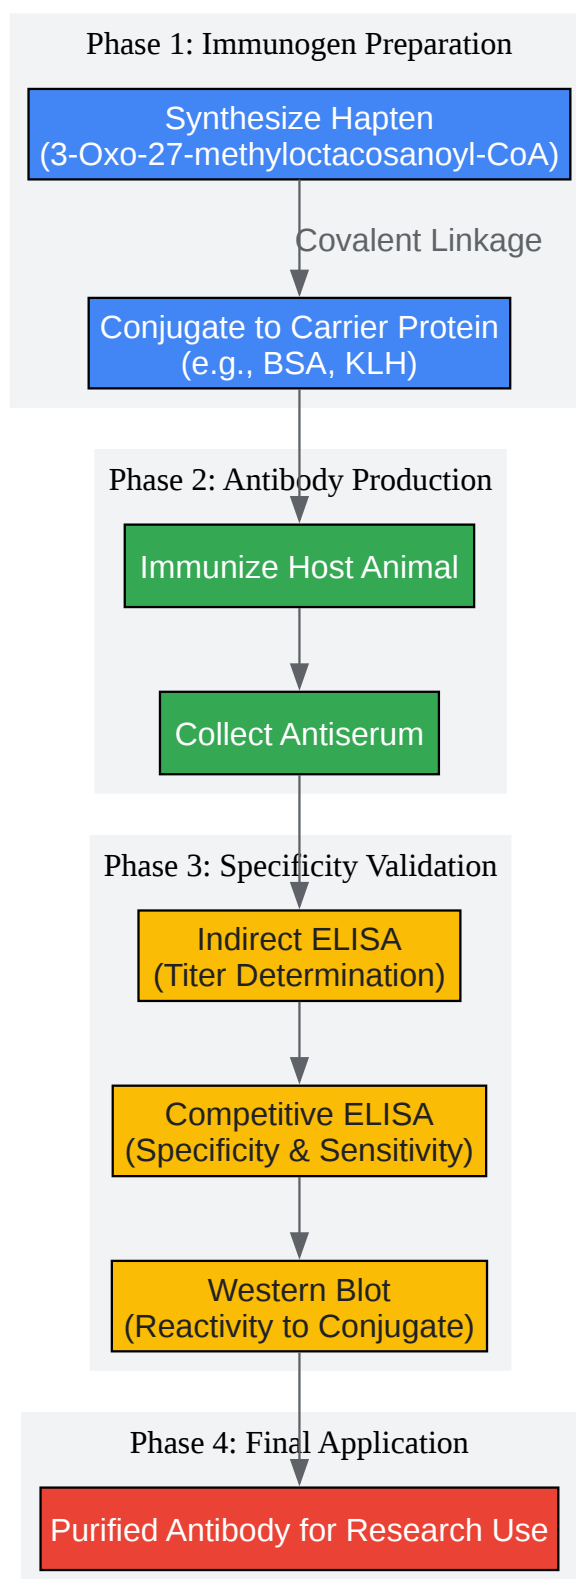 Phase 1: Immunogen Preparation
Synthesize Hapten
(3-Oxo-27-methyloctacosanoyl-CoA)
Covalent Linkage
Conjugate to Carrier Protein
(e.g., BSA, KLH)
Phase 2: Antibody Production
Immunize Host Animal
Collect Antiserum
Phase 3: Specificity Validation
Indirect ELISA
(Titer Determination)
Competitive ELISA
(Specificity & Sensitivity)
Western Blot
(Reactivity to Conjugate)
Phase 4: Final Application
Purified Antibody for Research Use